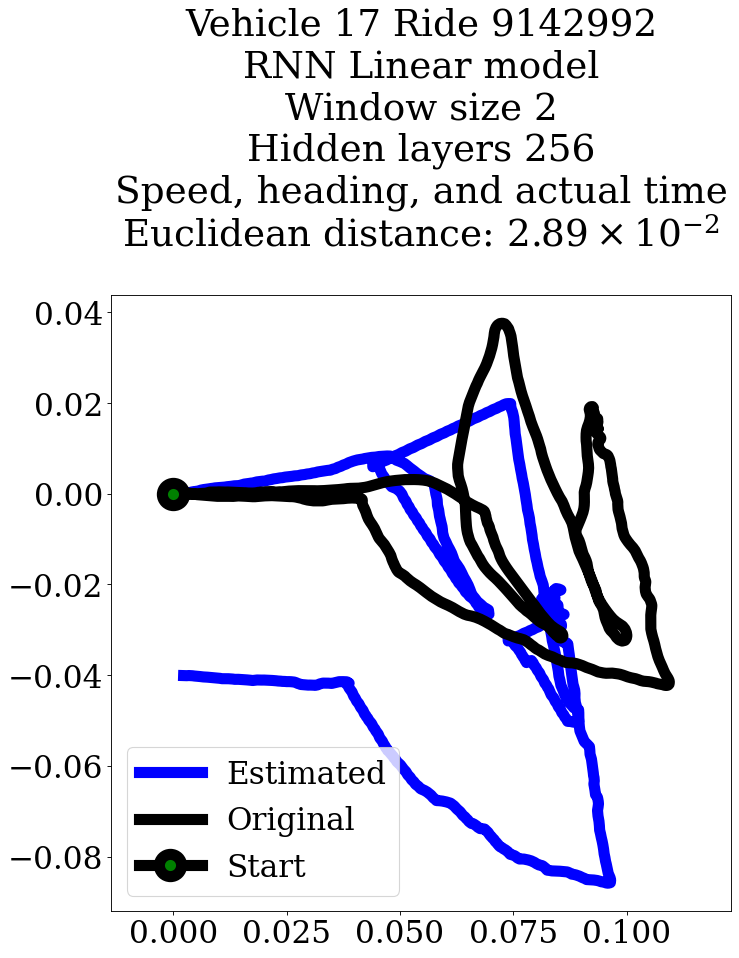 Vehicle 17 Ride 9142992
RNN Linear model
Window size 2
Hidden layers 256
Speed, heading, and actual time
Euclidean distance: 2.89 × 10⁻²
0.04
0.02
0.00
−0.02
−0.04
−0.06
−0.08
Estimated
Original
Start
0.000 0.025 0.050 0.075 0.100